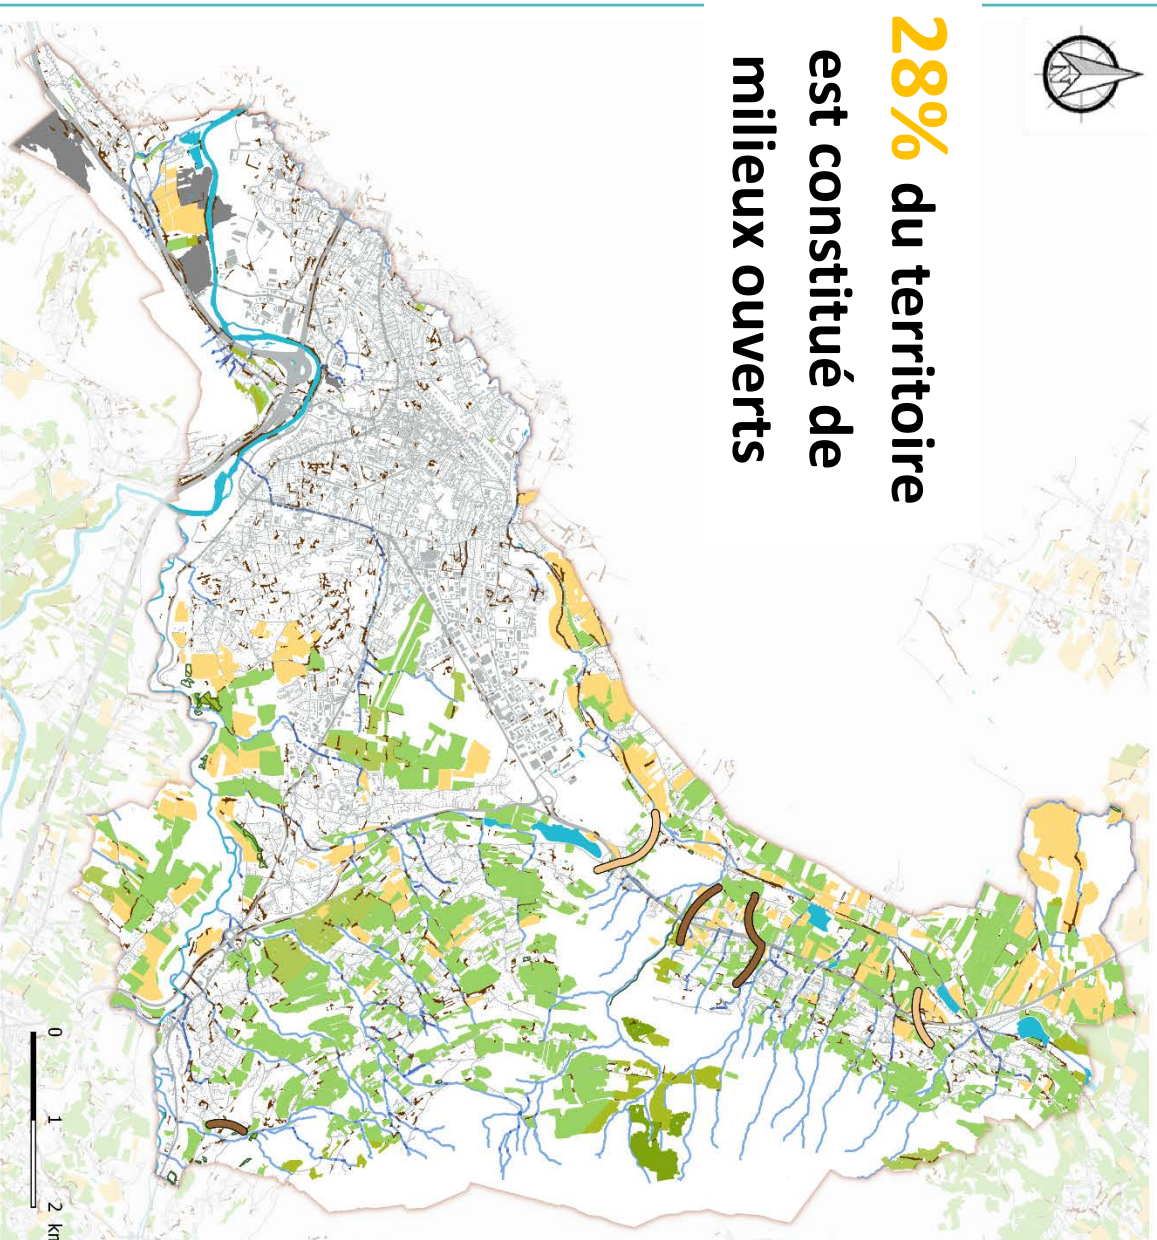 28% du territoire
est constitué de
milieux ouverts
N
0 1 2 km